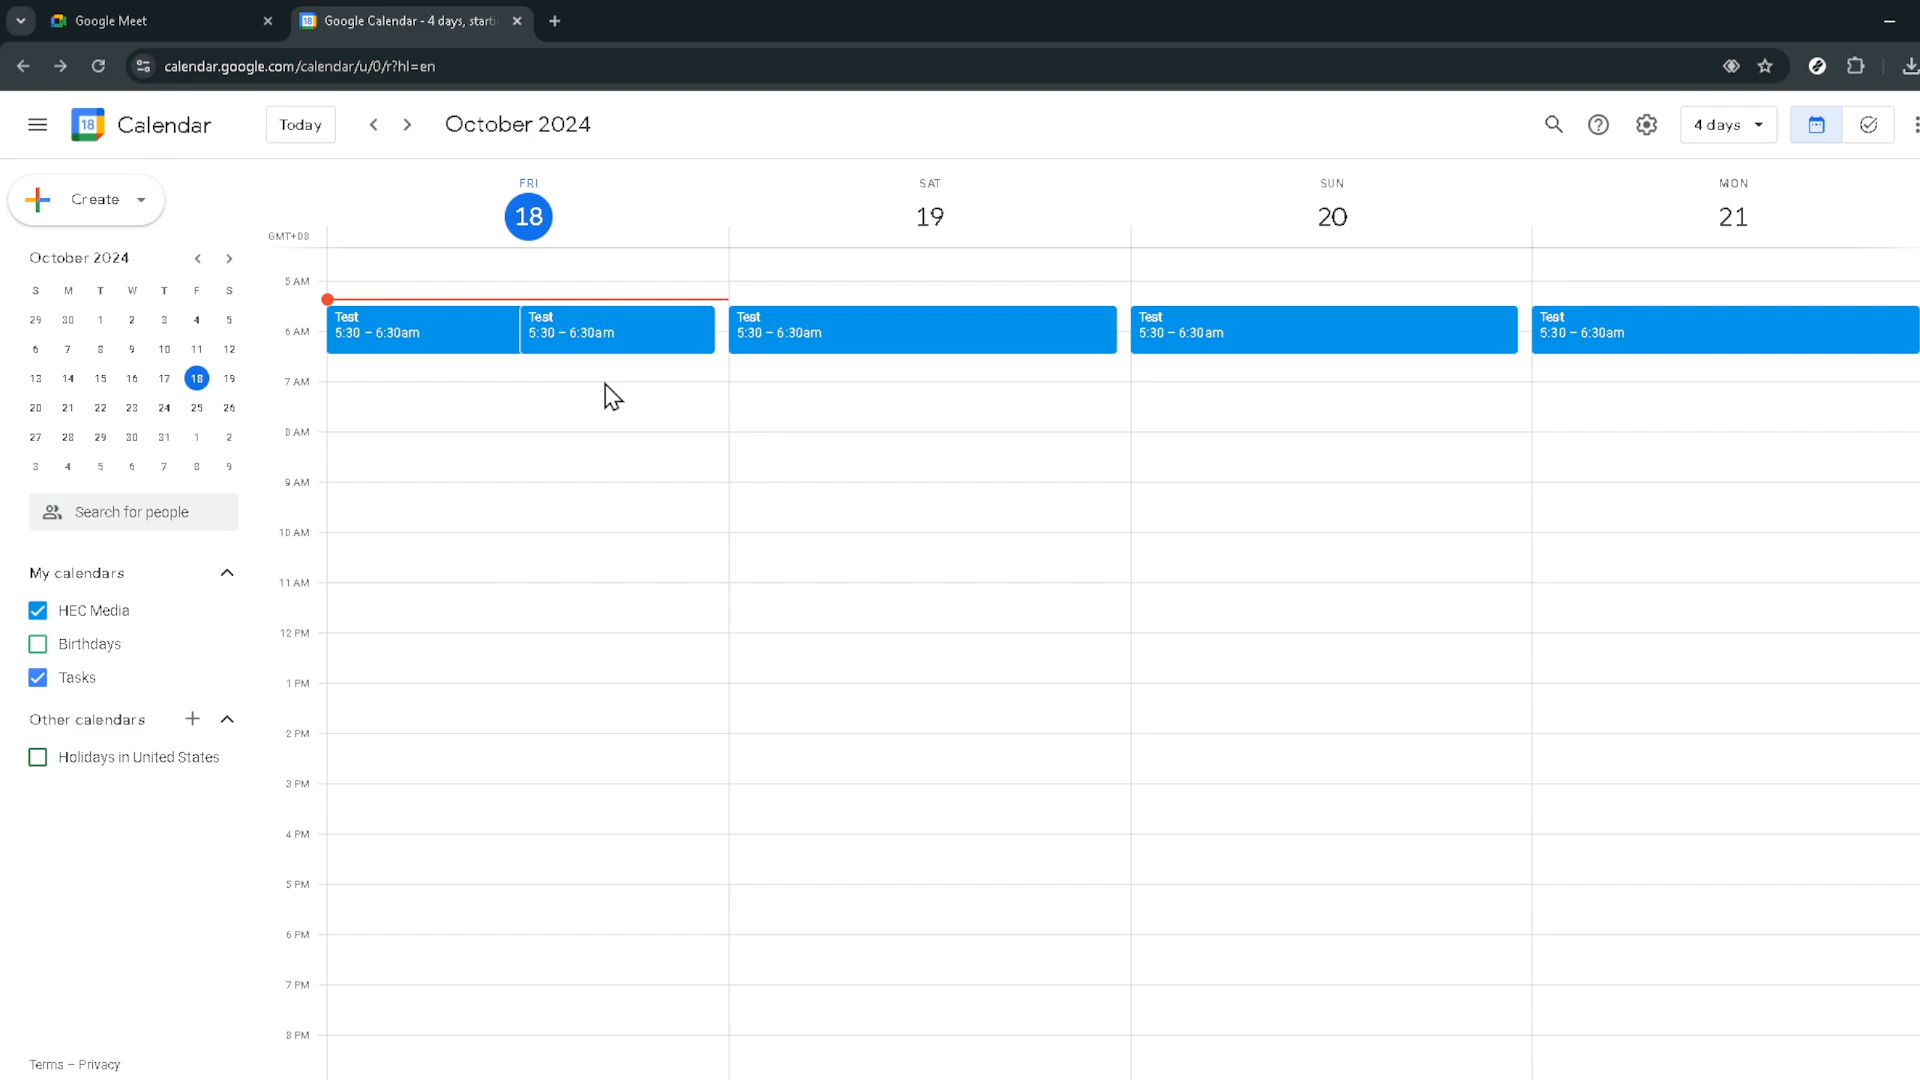 Google Meet
Google Calendar - 4 days, starti
calendar.google.com/calendar/u/0/r?hl=en
18 Calendar Today October 2024 4 days
Create
October 2024
S M T W T F S
29 30 1 2 3 4 5
6 7 8 9 10 11 12
13 14 15 16 17 18 19
20 21 22 23 24 25 26
27 28 29 30 31 1 2
3 4 5 6 7 8 9
Search for people
My calendars
HEC Media
Birthdays
Tasks
Other calendars
Holidays in United States
Terms – Privacy
FRI SAT SUN MON
18 19 20 21
GMT+03
5 AM
Test Test Test Test Test
5:30 – 6:30am 5:30 – 6:30am 5:30 – 6:30am 5:30 – 6:30am 5:30 – 6:30am
6 AM
7 AM
8 AM
9 AM
10 AM
11 AM
12 PM
1 PM
2 PM
3 PM
4 PM
5 PM
6 PM
7 PM
8 PM